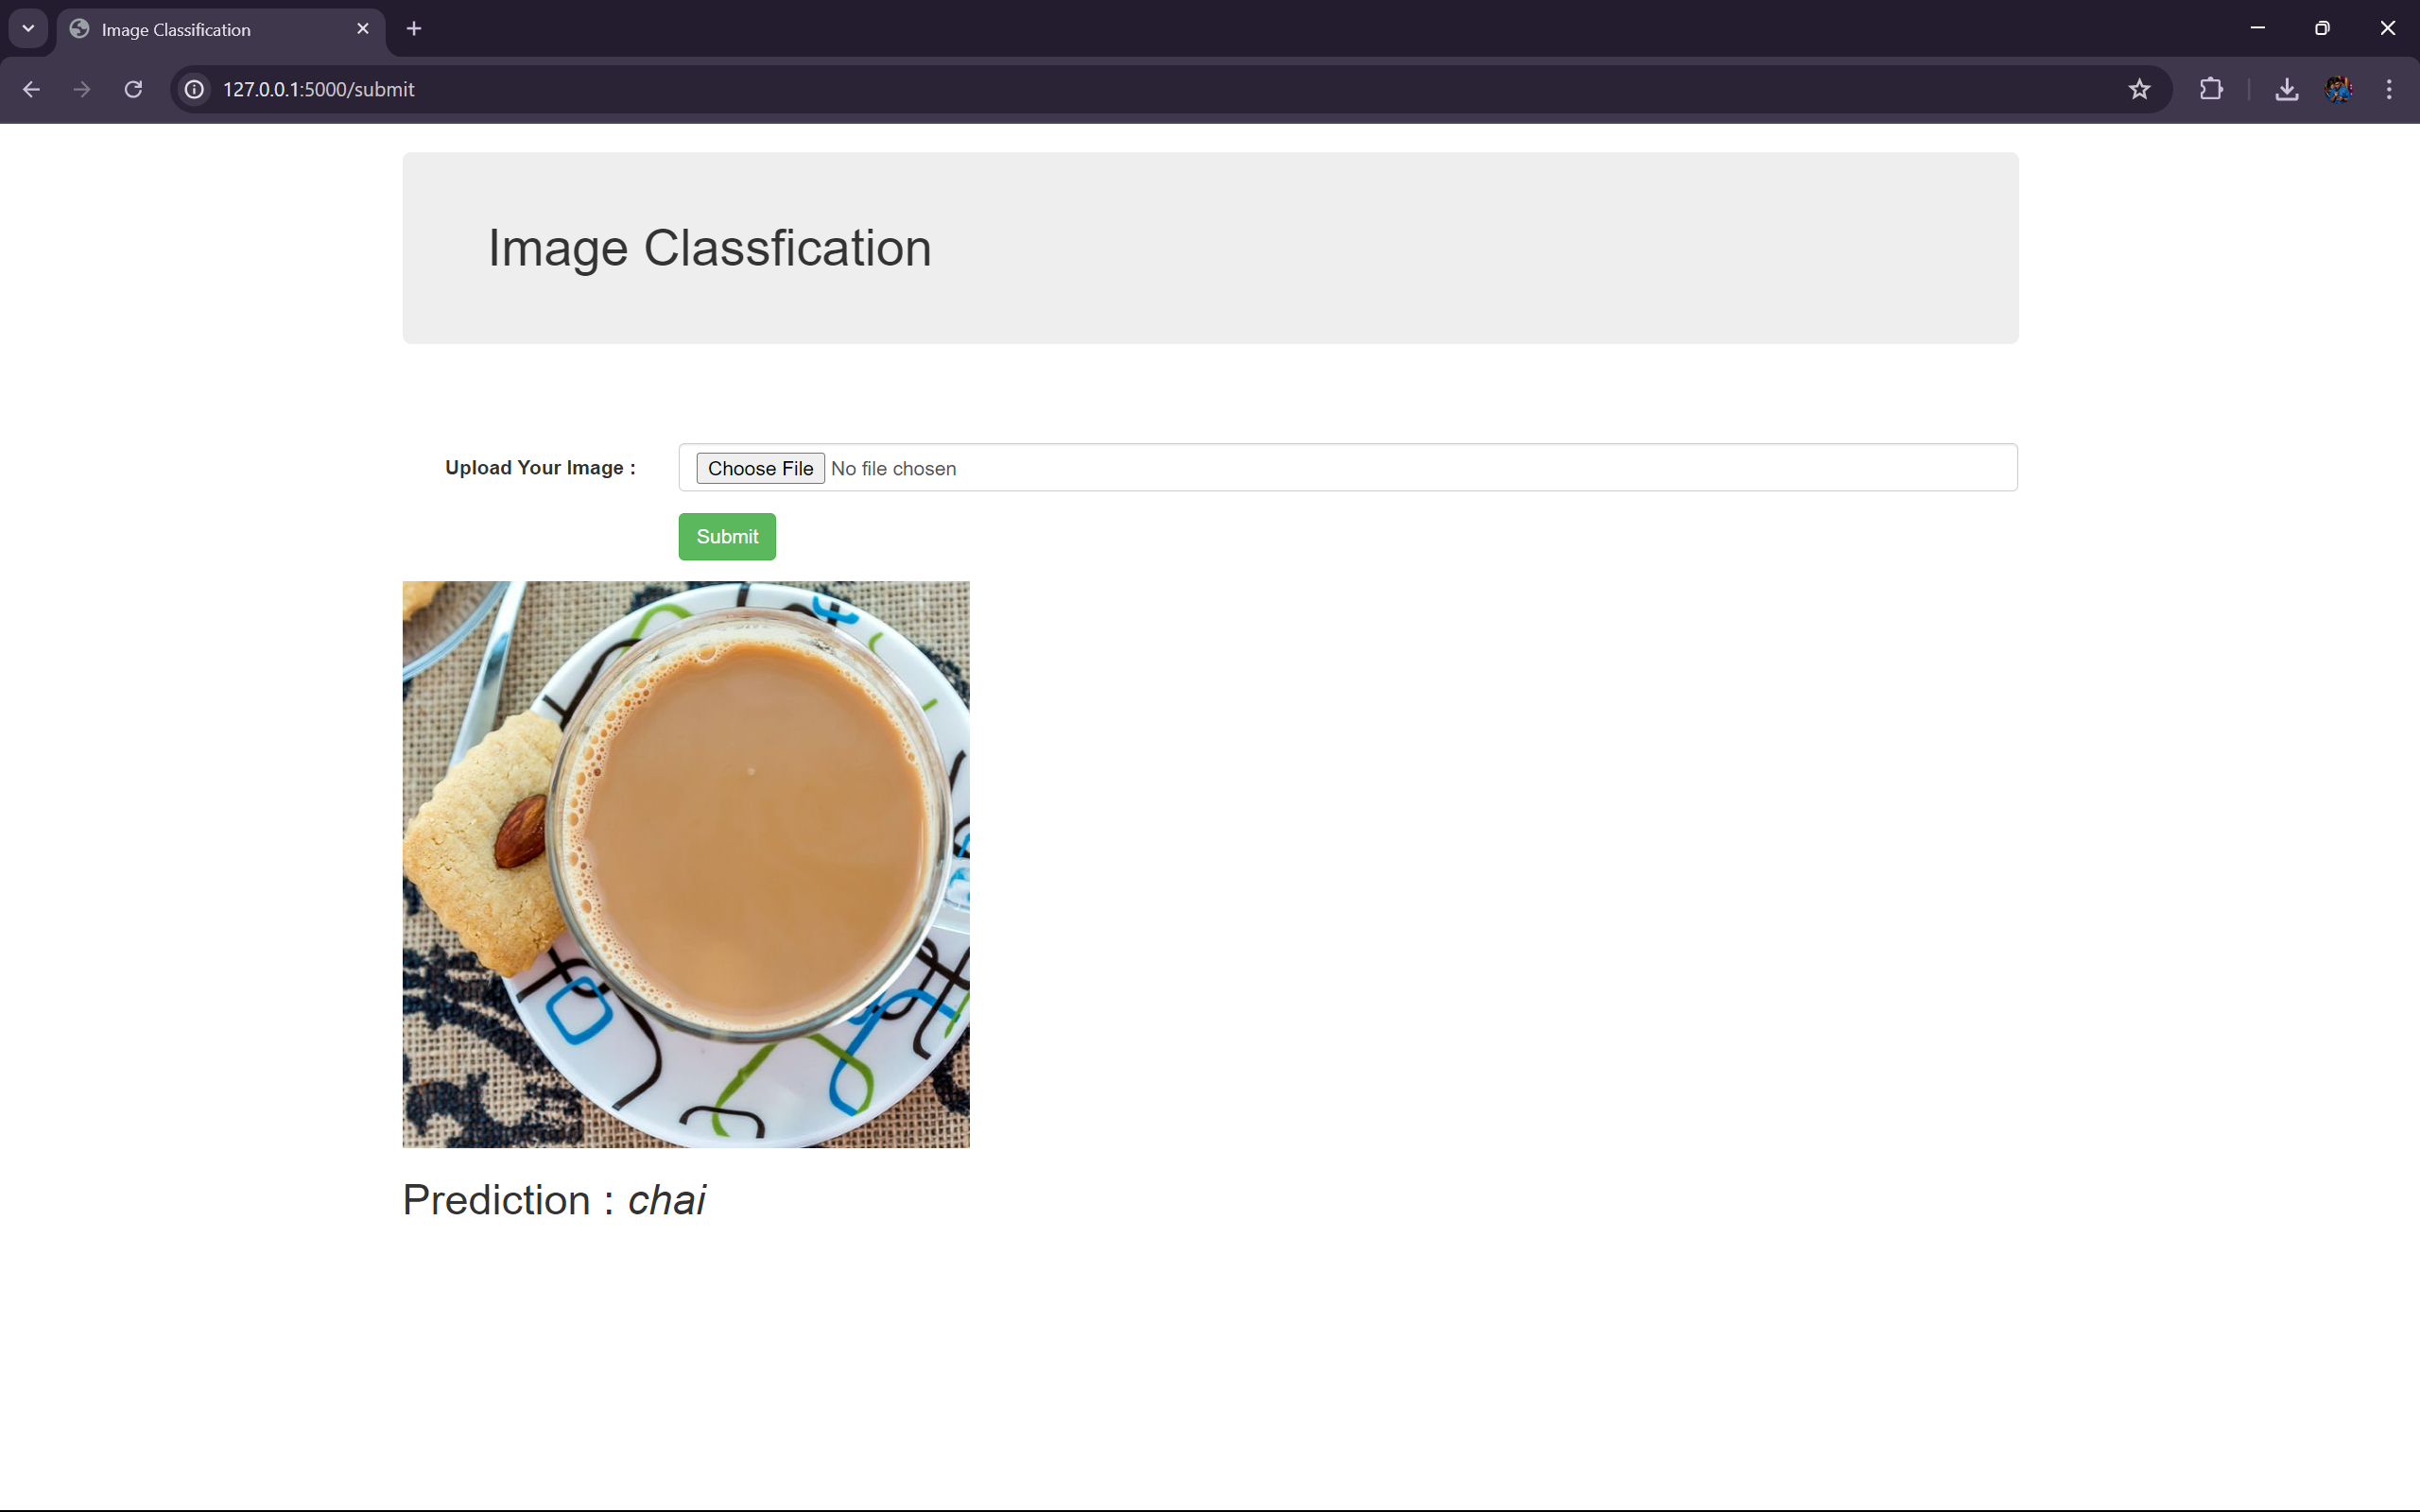 Image Classification
127.0.0.1:5000/submit
Image Classfication
Upload Your Image : Choose File No file chosen
Submit
Prediction : chai